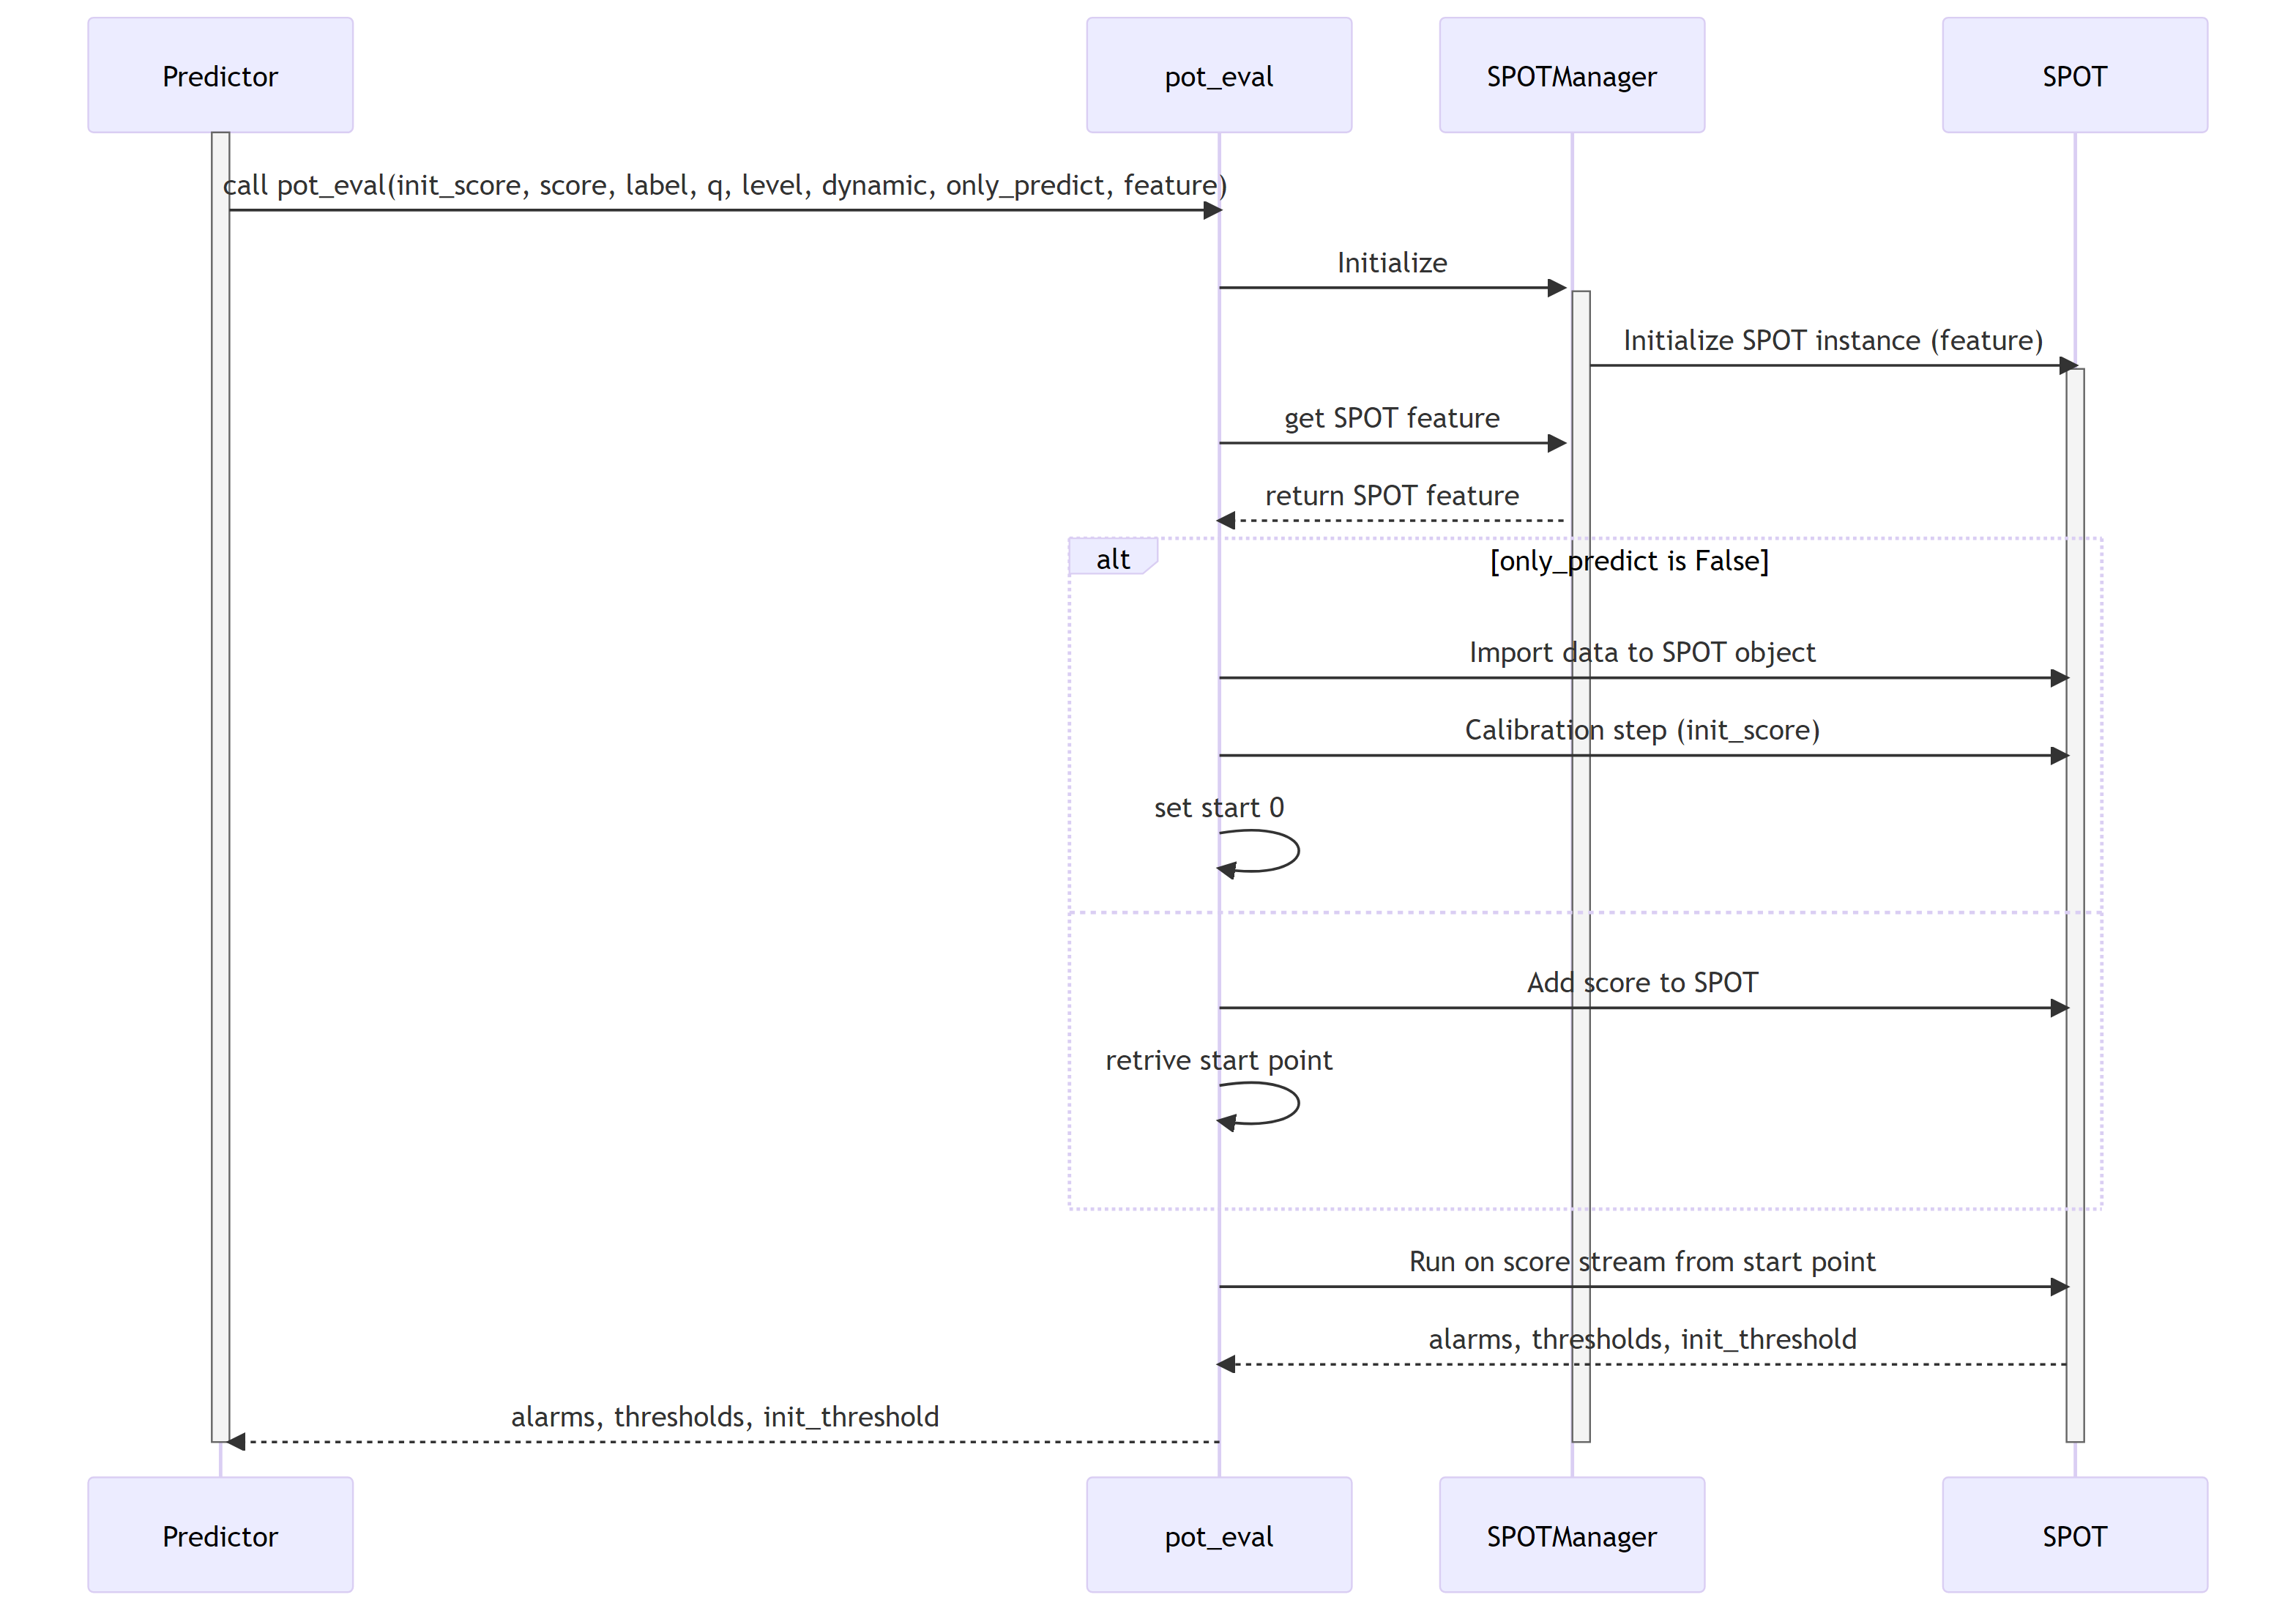 Predictor
pot_eval
SPOTManager
SPOT
call pot_eval(init_score, score, label, q, level, dynamic, only_predict, feature)
Initialize
Initialize SPOT instance (feature)
get SPOT feature
return SPOT feature
alt
[only_predict is False]
Import data to SPOT object
Calibration step (init_score)
set start 0
Add score to SPOT
retrive start point
Run on score stream from start point
alarms, thresholds, init_threshold
alarms, thresholds, init_threshold
Predictor
pot_eval
SPOTManager
SPOT